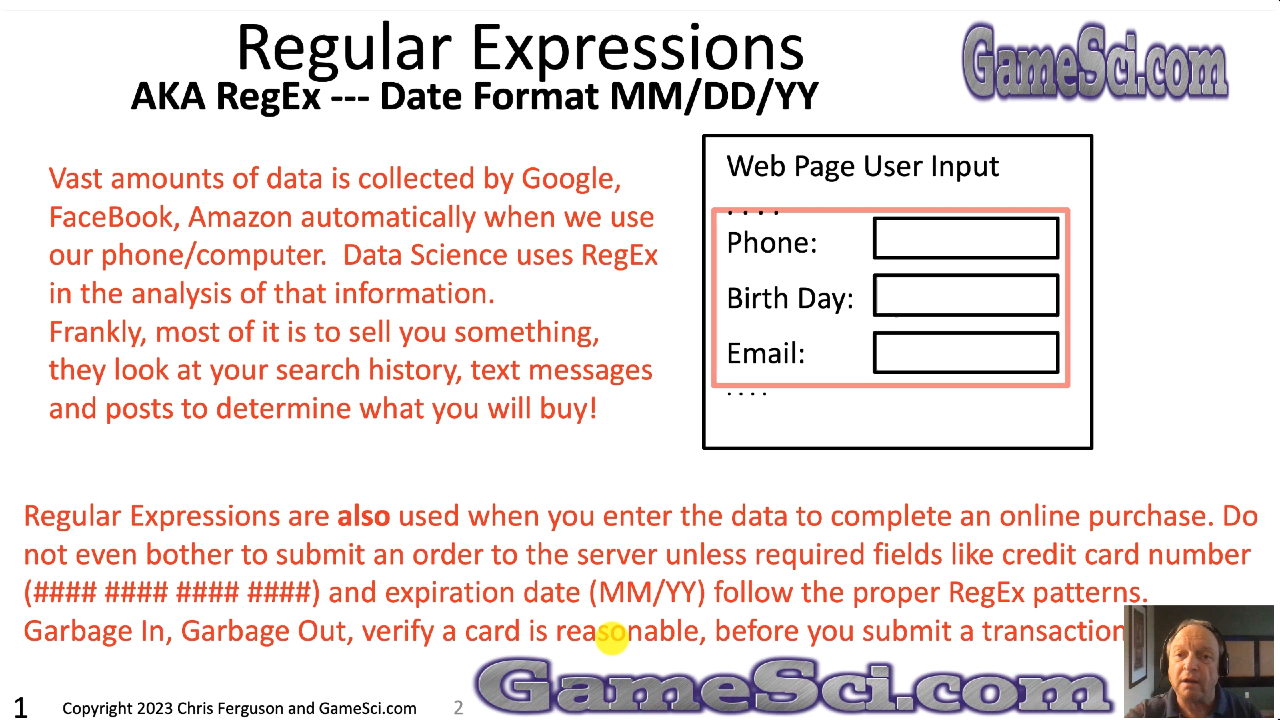 Regular Expressions
AKA RegEx --- Date Format MM/DD/YY
GameSci.com
Vast amounts of data is collected by Google,
FaceBook, Amazon automatically when we use
our phone/computer.  Data Science uses RegEx
in the analysis of that information.
Frankly, most of it is to sell you something,
they look at your search history, text messages
and posts to determine what you will buy!
Web Page User Input
. . . .
Phone:
Birth Day:
Email:
. . . .
Regular Expressions are also used when you enter the data to complete an online purchase. Do
not even bother to submit an order to the server unless required fields like credit card number
(#### #### #### ####) and expiration date (MM/YY) follow the proper RegEx patterns.
Garbage In, Garbage Out, verify a card is reasonable, before you submit a transaction
GameSci.com
1
Copyright 2023 Chris Ferguson and GameSci.com
2